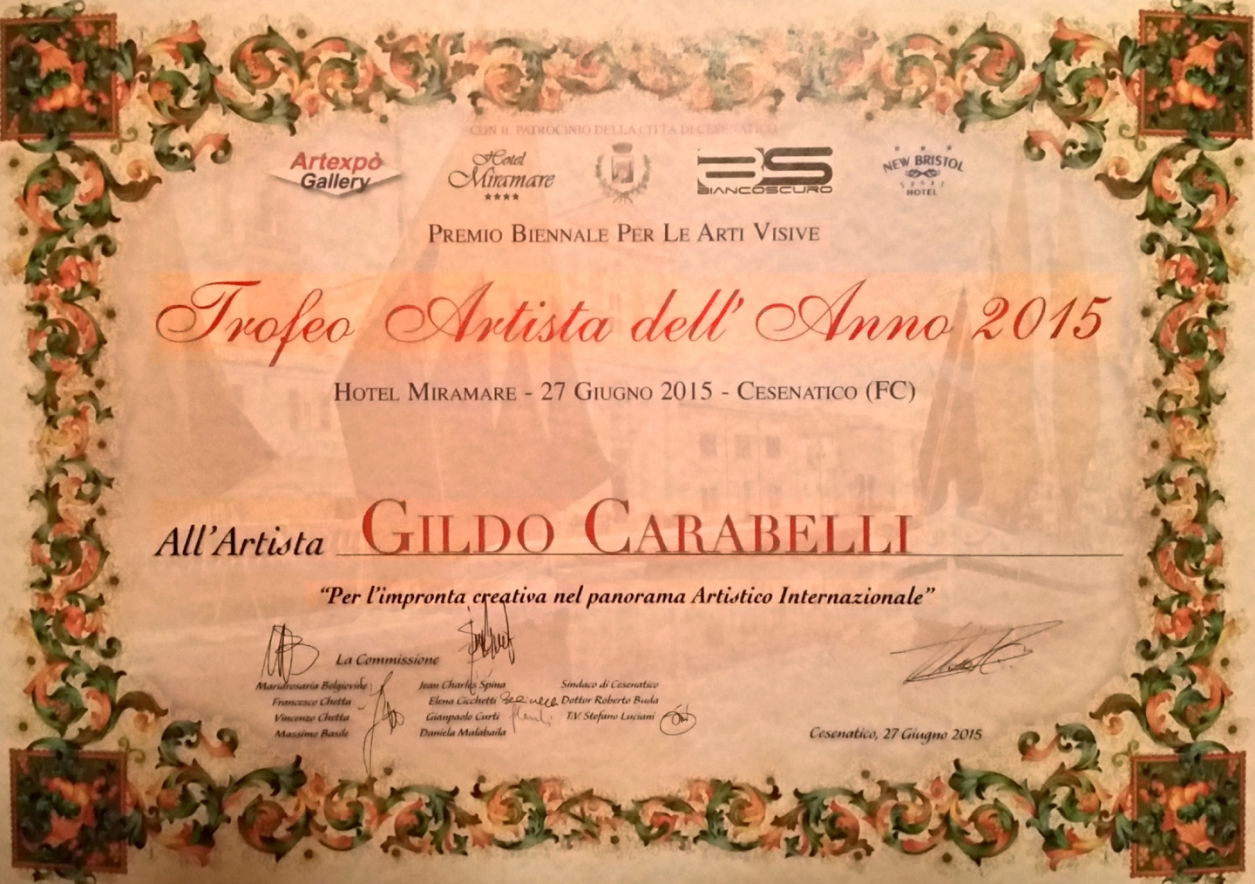 CON IL PATROCINIO DELLA CITTÀ DI CESENATICO
Artexpò
Gallery
Hotel
Miramare
BS
BIANCOSCURO
NEW BRISTOL
HOTEL
PREMIO BIENNALE PER LE ARTI VISIVE
Trofeo Artista dell' Anno 2015
HOTEL MIRAMARE - 27 GIUGNO 2015 - CESENATICO (FC)
All'Artista GILDO CARABELLI
“Per l'impronta creativa nel panorama Artistico Internazionale”
La Commissione
Mariarosaria Belgiovine Jean Charles Spina Sindaco di Cesenatico
Francesco Chetta Elena Cicchetti Dottor Roberto Buda
Vincenzo Chetta Gianpaolo Curti T.V. Stefano Luciani
Massimo Basile Daniela Malabaila
Cesenatico, 27 Giugno 2015